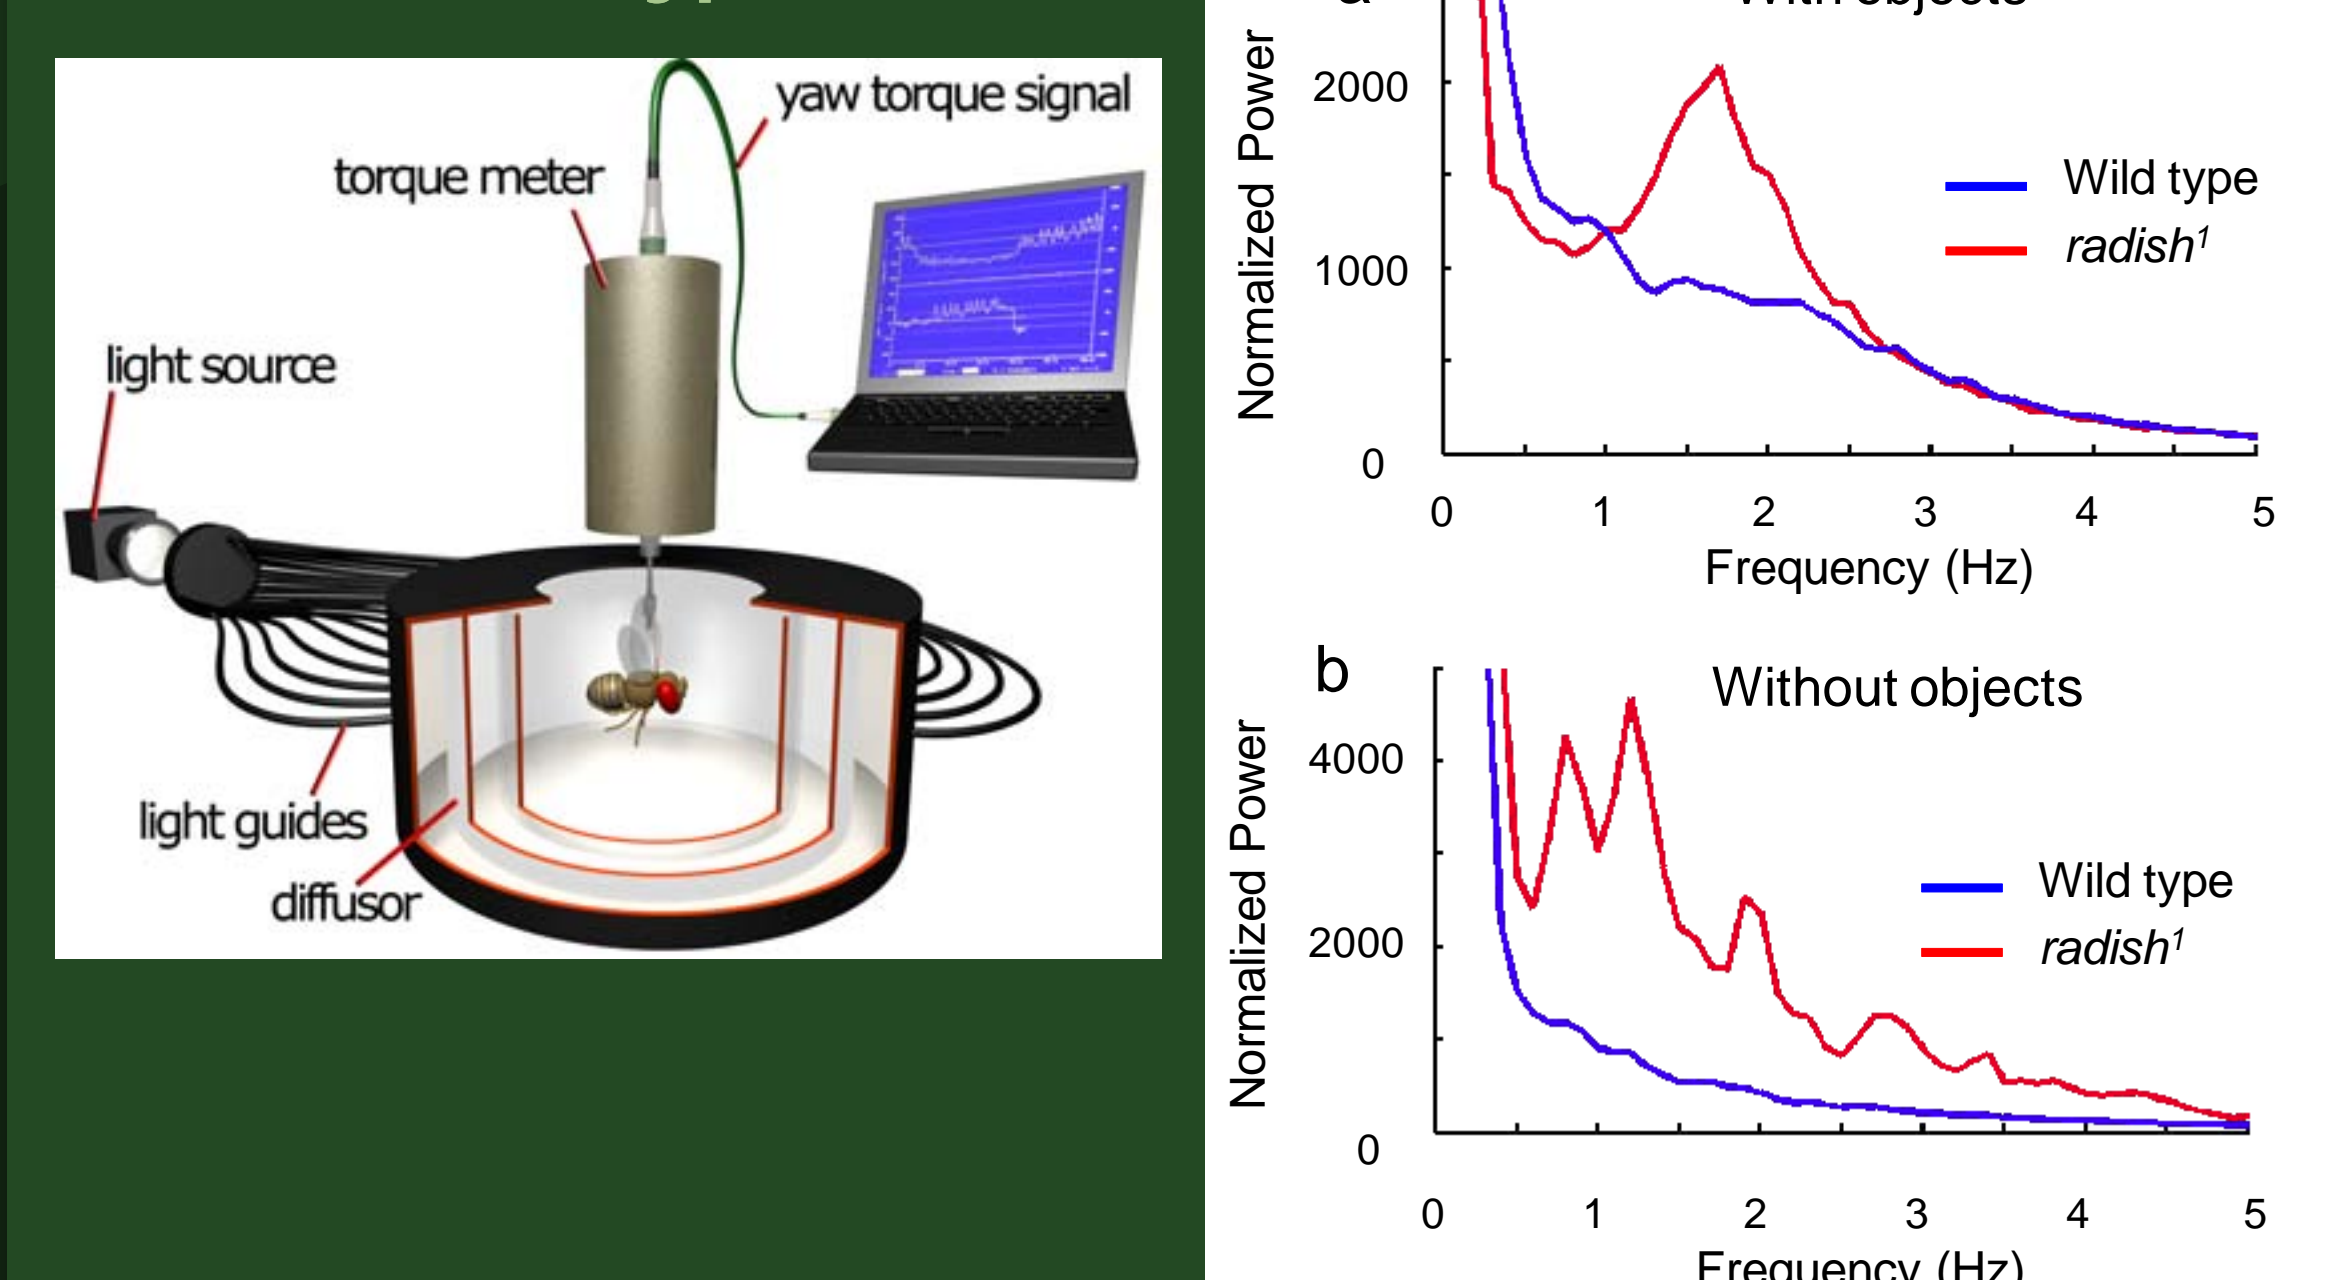 yaw torque signal
torque meter
light source
light guides
diffusor
With objects
Normalized Power
2000
1000
0
0 1 2 3 4 5
Frequency (Hz)
Wild type
radish1
b
Without objects
Normalized Power
4000
2000
0
0 1 2 3 4 5
Frequency (Hz)
Wild type
radish1